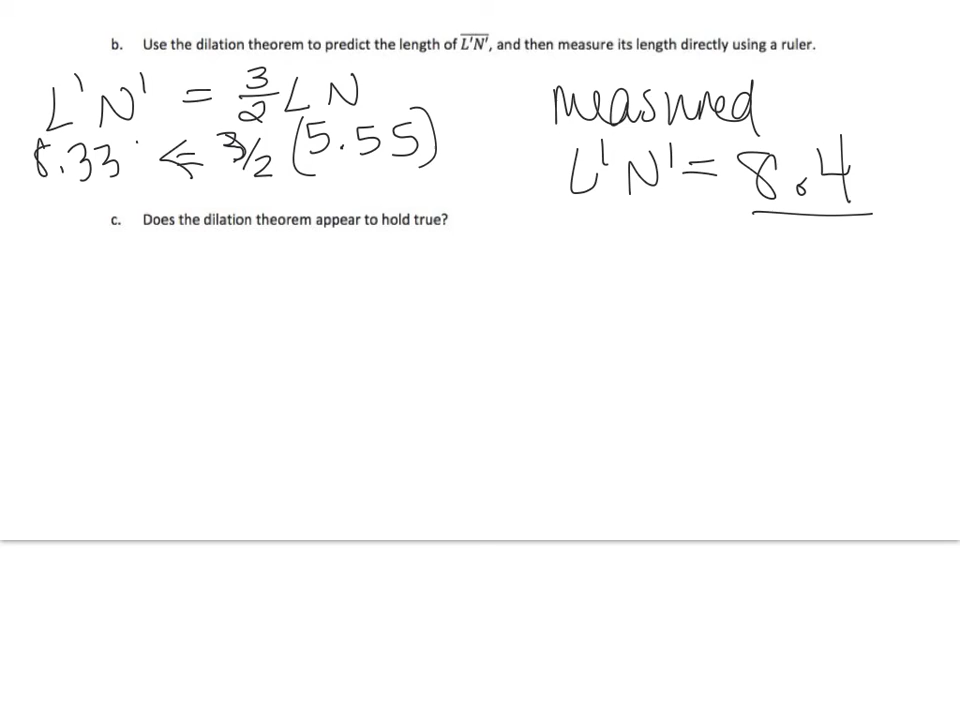 b. Use the dilation theorem to predict the length of L'N', and then measure its length directly using a ruler.
L'N' = 3/2 LN
8.33 ← 3/2 (5.55)
measured
L'N' = 8.4
c. Does the dilation theorem appear to hold true?